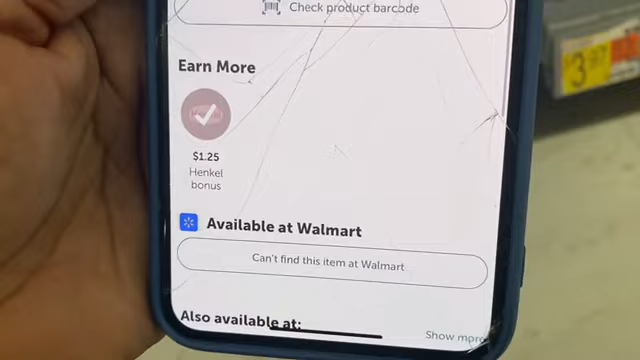 Check product barcode
Earn More
$1.25
Henkel
bonus
Available at Walmart
Can't find this item at Walmart
Also available at:
Show more